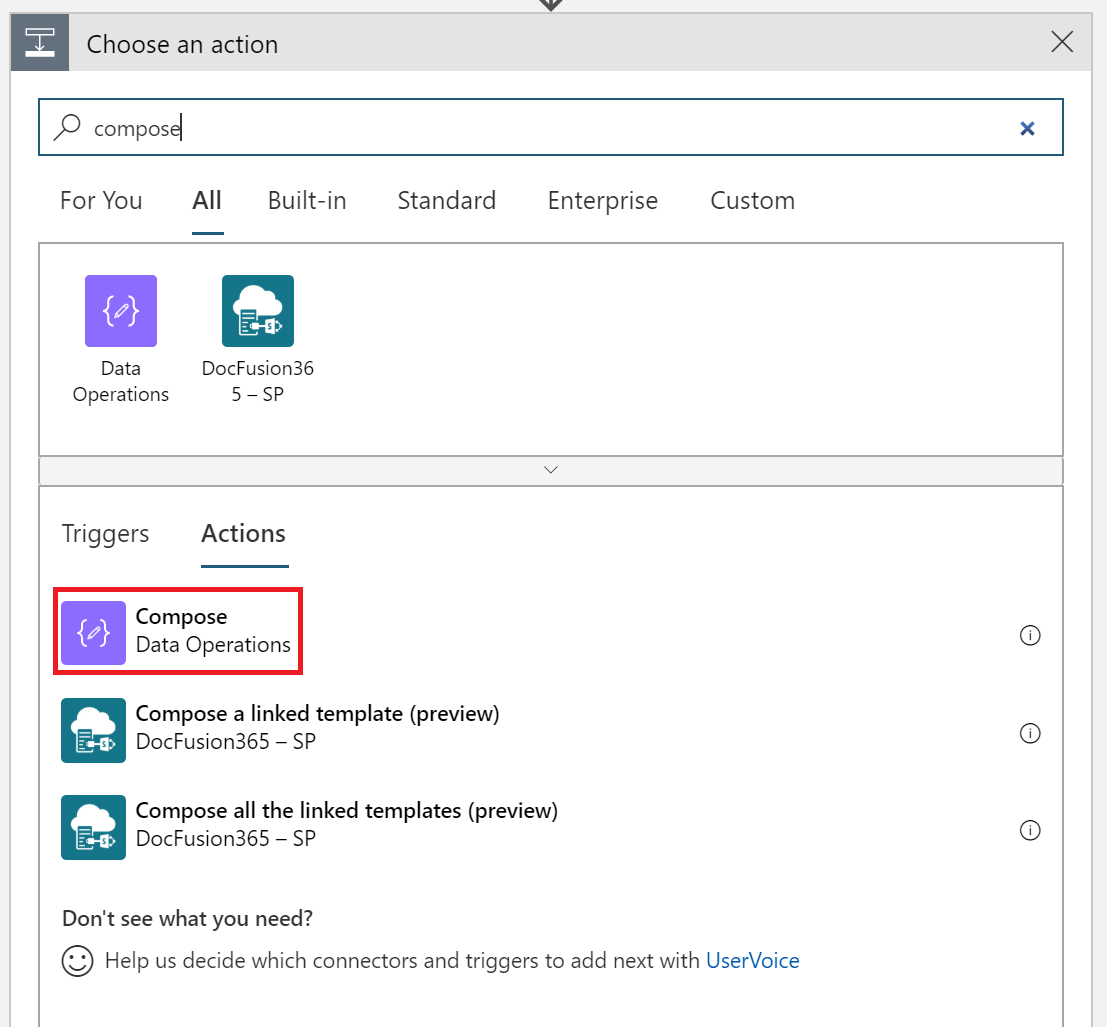 Choose an action
compose
For You All Built-in Standard Enterprise Custom
Data
Operations
DocFusion36
5 – SP
Triggers Actions
Compose
Data Operations
Compose a linked template (preview)
DocFusion365 – SP
Compose all the linked templates (preview)
DocFusion365 – SP
Don't see what you need?
Help us decide which connectors and triggers to add next with UserVoice